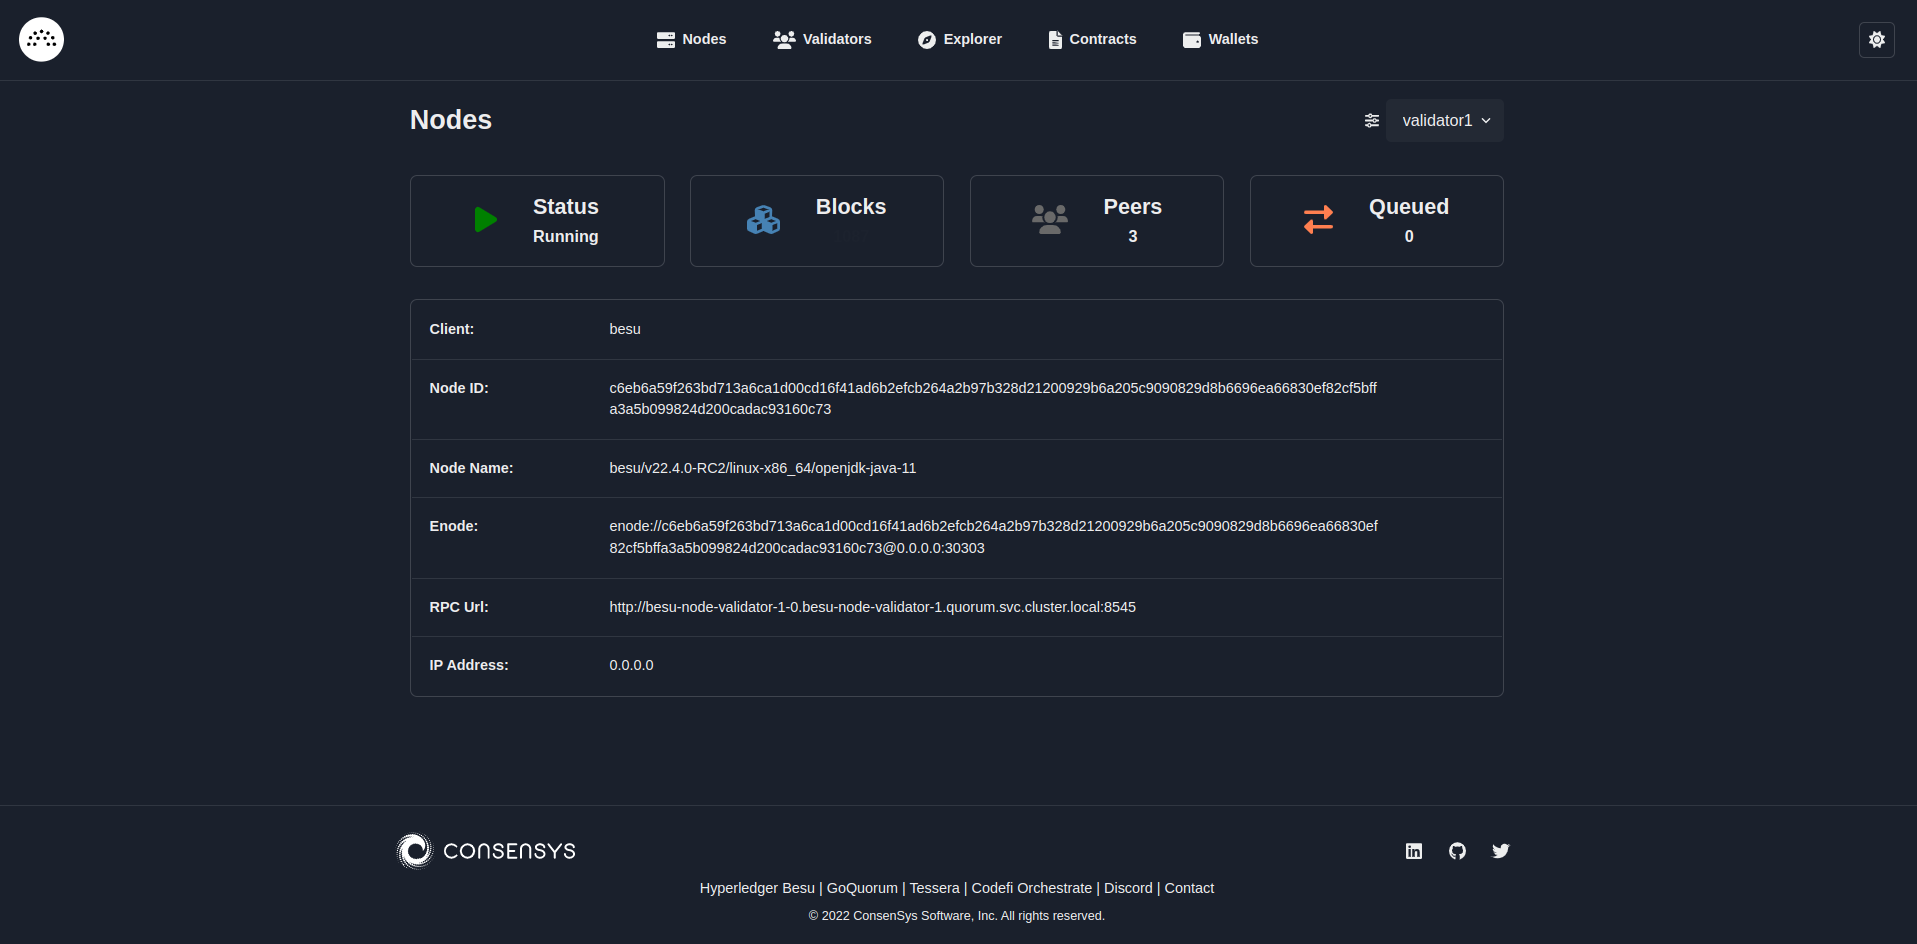 Nodes Validators Explorer Contracts Wallets
Nodes
validator1
Status
Running
Blocks
Peers
3
Queued
0
Client: besu
Node ID: c6eb6a59f263bd713a6ca1d00cd16f41ad6b2efcb264a2b97b328d21200929b6a205c9090829d8b6696ea66830ef82cf5bff
a3a5b099824d200cadac93160c73
Node Name: besu/v22.4.0-RC2/linux-x86_64/openjdk-java-11
Enode: enode://c6eb6a59f263bd713a6ca1d00cd16f41ad6b2efcb264a2b97b328d21200929b6a205c9090829d8b6696ea66830ef
82cf5bffa3a5b099824d200cadac93160c73@0.0.0.0:30303
RPC Url: http://besu-node-validator-1-0.besu-node-validator-1.quorum.svc.cluster.local:8545
IP Address: 0.0.0.0
CONSENSYS
Hyperledger Besu | GoQuorum | Tessera | Codefi Orchestrate | Discord | Contact
© 2022 ConsenSys Software, Inc. All rights reserved.